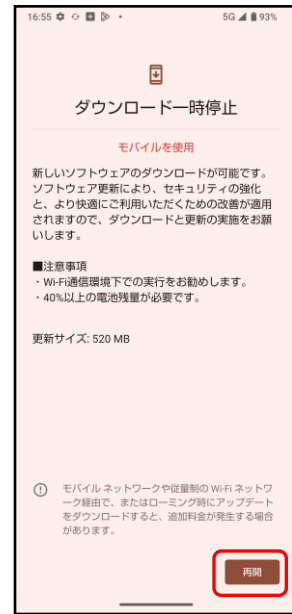 16:55 5G 93%
ダウンロード一時停止
モバイルを使用
新しいソフトウェアのダウンロードが可能です。
ソフトウェア更新により、セキュリティの強化
と、より快適にご利用いただくための改善が適用
されますので、ダウンロードと更新の実施をお願
いします。
■注意事項
・Wi-Fi通信環境下での実行をお勧めします。
・40%以上の電池残量が必要です。
更新サイズ: 520 MB
モバイル ネットワークや従量制の Wi-Fi ネットワ
ーク経由で、またはローミング時にアップデート
をダウンロードすると、追加料金が発生する場合
があります。
再開